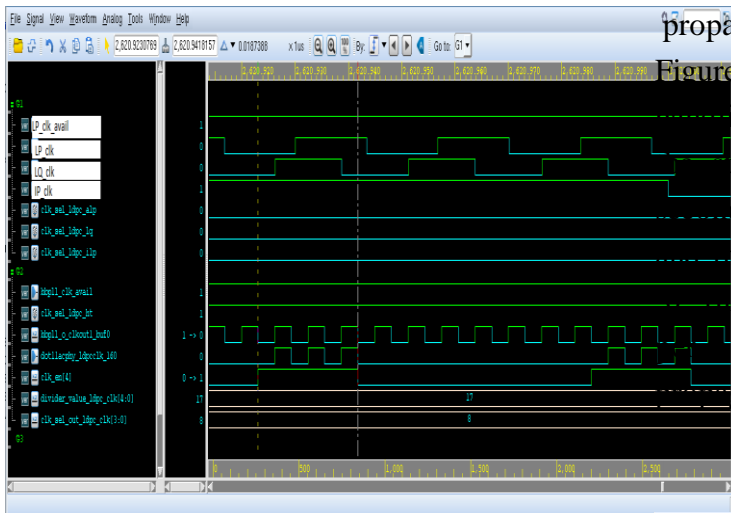 File Signal View Waveform Analog Tools Window Help
propa
2,620.9230769 2,620.9418157 0.0187388 x1us By: Go to: G1
Figure
2,620.920 2,620.930 2,620.940 2,620.950 2,620.960 2,620.970 2,620.980 2,620.990
G1
LP_clk_avail 1
LP_clk 0
LQ_clk 0
IP_clk 1
clk_sel_ldpc_alp 0
clk_sel_ldpc_lq 0
clk_sel_ldpc_ilp 0
G2
bbpll_clk_avail 1
clk_sel_ldpc_bt 1
bbpll_o_clkout1_buf0 1 -> 0
dot11acphy_ldpcclk_160 0
clk_en[4] 0 -> 1
divider_value_ldpc_clk[4:0] 17 17
clk_sel_out_ldpc_clk[3:0] 8 8
G3
0 500 1,000 1,500 2,000 2,500